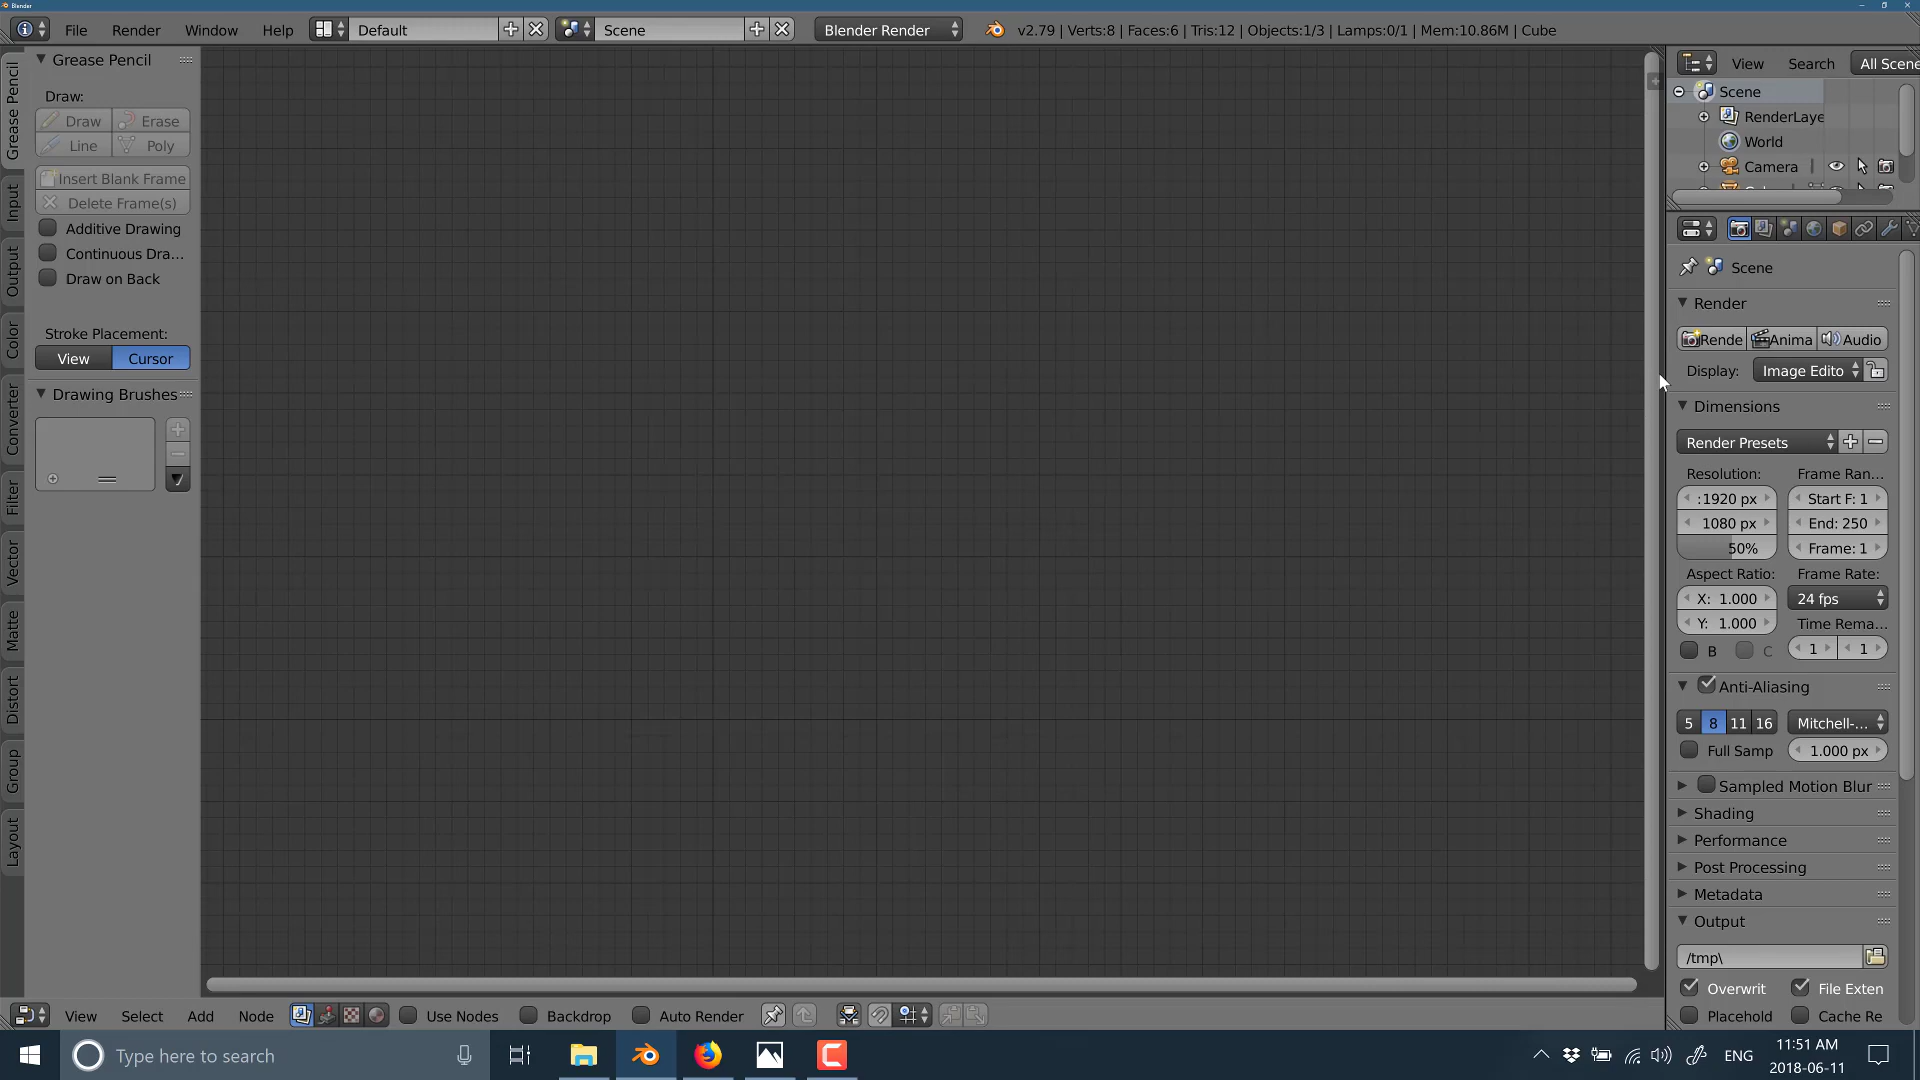 Blender
File Render Window Help Default Scene Blender Render v2.79 | Verts:8 | Faces:6 | Tris:12 | Objects:1/3 | Lamps:0/1 | Mem:10.86M | Cube
Grease Pencil
Draw:
Draw Erase
Line Poly
Insert Blank Frame
Delete Frame(s)
Additive Drawing
Continuous Dra...
Draw on Back
Stroke Placement:
View Cursor
Drawing Brushes
Grease Pencil
Input
Output
Color
Converter
Filter
Vector
Matte
Distort
Group
Layout
View Search All Scene
Scene
RenderLaye
World
Camera
Scene
Render
Rende Anima Audio
Display: Image Edito
Dimensions
Render Presets
Resolution: Frame Ran...
:1920 px Start F: 1
1080 px End: 250
50% Frame: 1
Aspect Ratio: Frame Rate:
X: 1.000 24 fps
Y: 1.000 Time Rema...
B C 1 1
Anti-Aliasing
5 8 11 16 Mitchell-...
Full Samp 1.000 px
Sampled Motion Blur
Shading
Performance
Post Processing
Metadata
Output
/tmp\
Overwrit File Exten
Placehold Cache Re
View Select Add Node Use Nodes Backdrop Auto Render
Type here to search
ENG
11:51 AM
2018-06-11